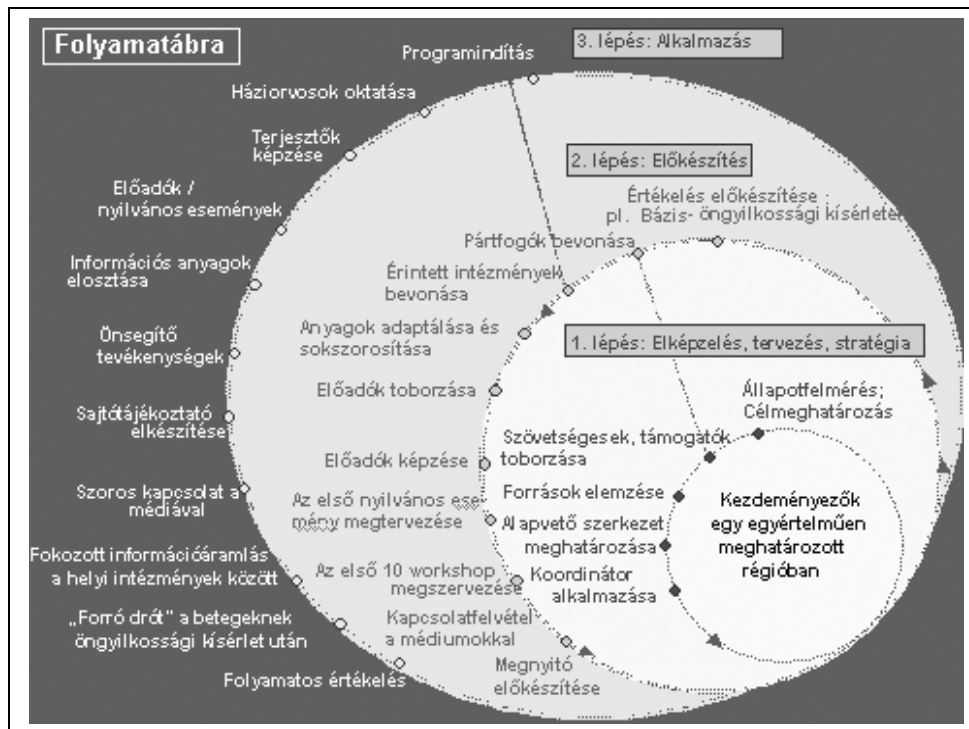 Folyamatábra
3. lépés: Alkalmazás
Programindítás
Háziorvosok oktatása
Terjesztők
képzése
Előadók /
nyilvános események
Információs anyagok
elosztása
Önsegítő
tevékenységek
Sajtótájékoztató
elkészítése
Szoros kapcsolat a
médiával
Fokozott információáramlás
a helyi intézmények között
„Forró drót” a betegeknek
öngyilkossági kísérlet után
Folyamatos értékelés
2. lépés: Előkészítés
Értékelés előkészítése ;
pl. Bázis- öngyilkossági kísérletek
Pártfogók bevonása
Érintett intézmények
bevonása
Anyagok adaptálása és
sokszorosítása
Előadók toborzása
Előadók képzése
Az első nyilvános ese-
mény megtervezése
Az első 10 workshop
megszervezése
Kapcsolatfelvétel
a médiumokkal
Megnyitó
előkészítése
1. lépés: Elképzelés, tervezés, stratégia
Állapotfelmérés;
Célmeghatározás
Szövetségesek, támogatók
toborzása
Források elemzése
Alapvető szerkezet
meghatározása
Koordinátor
alkalmazása
Kezdeményezők
egy egyértelműen
meghatározott
régióban